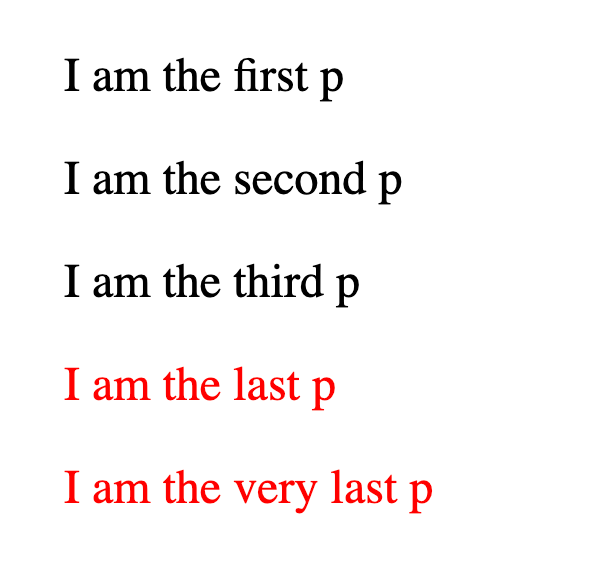 I am the first p
I am the second p
I am the third p
I am the last p
I am the very last p